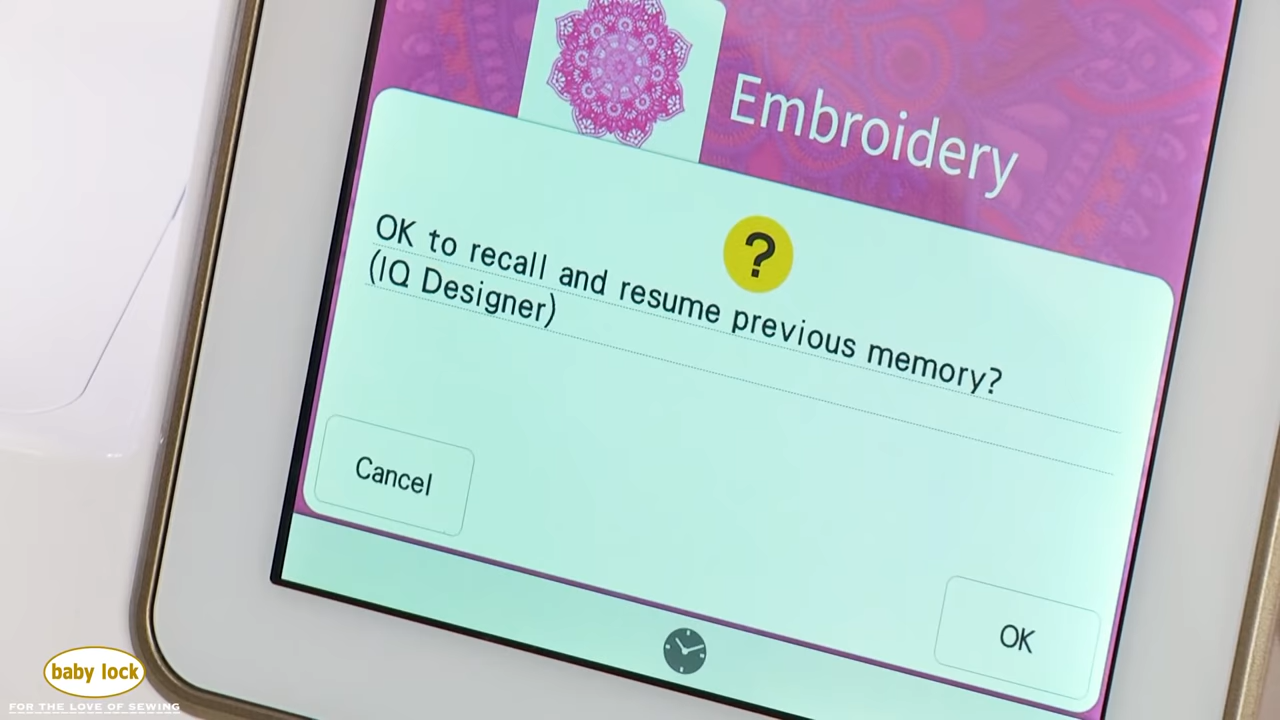 Embroidery
OK to recall and resume previous memory?
(IQ Designer)
Cancel
OK
baby lock
FOR THE LOVE OF SEWING